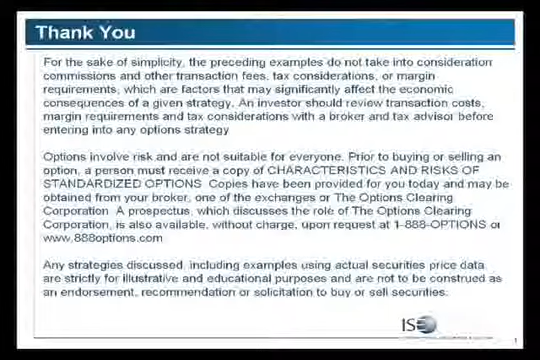 Thank You
For the sake of simplicity, the preceding examples do not take into consideration
commissions and other transaction fees, tax considerations, or margin
requirements, which are factors that may significantly affect the economic
consequences of a given strategy. An investor should review transaction costs,
margin requirements and tax considerations with a broker and tax advisor before
entering into any options strategy
Options involve risk and are not suitable for everyone. Prior to buying or selling an
option, a person must receive a copy of CHARACTERISTICS AND RISKS OF
STANDARDIZED OPTIONS. Copies have been provided for you today and may be
obtained from your broker, one of the exchanges or The Options Clearing
Corporation. A prospectus, which discusses the role of The Options Clearing
Corporation, is also available, without charge, upon request at 1-888-OPTIONS or
www.888options.com
Any strategies discussed, including examples using actual securities price data,
are strictly for illustrative and educational purposes and are not to be construed as
an endorsement, recommendation or solicitation to buy or sell securities.
ISE
1